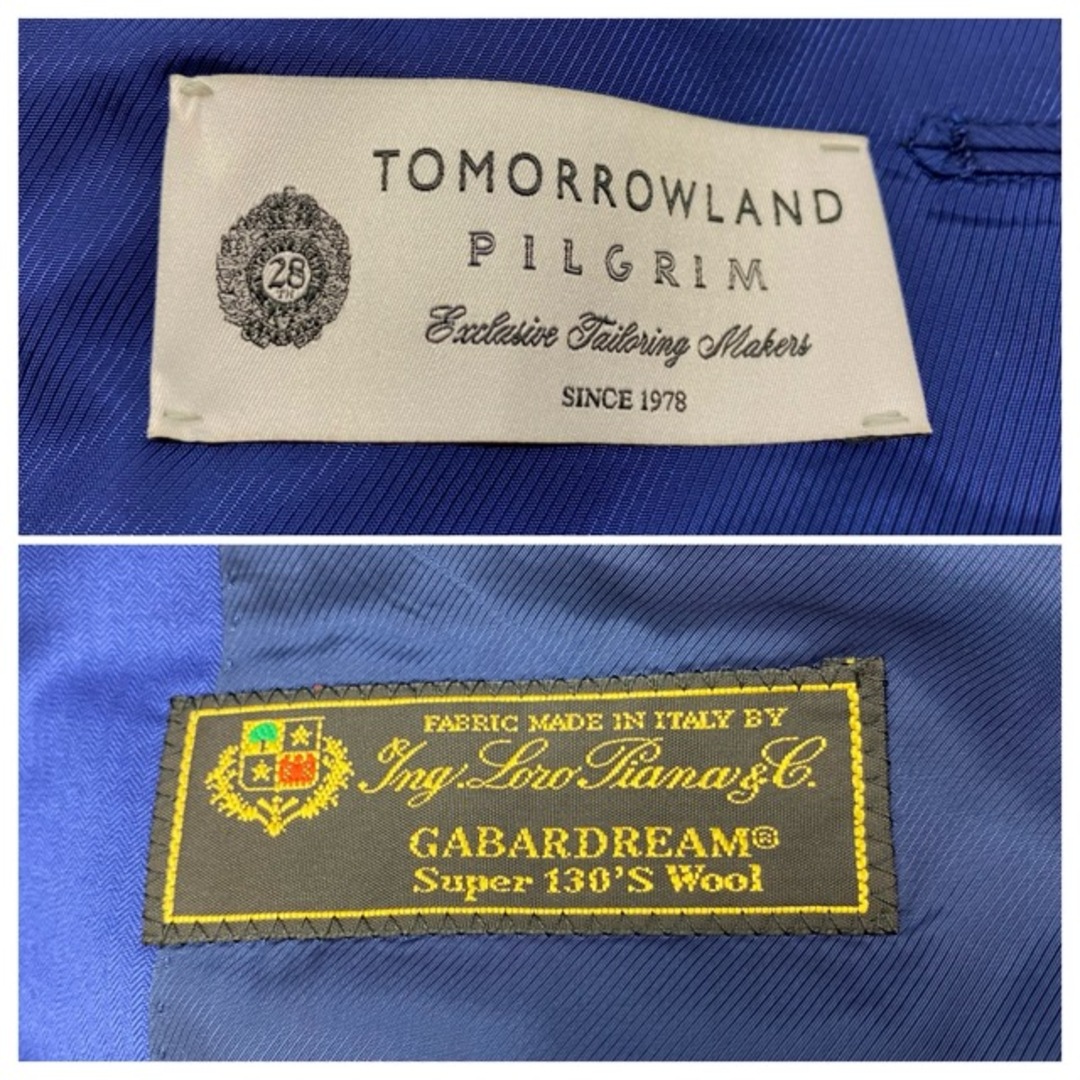 TOMORROWLAND
PILGRIM
28
TH
Exclusive Tailoring Makers
SINCE 1978
FABRIC MADE IN ITALY BY
Ing. Loro Piana & C.
GABARDREAM®
Super 130'S Wool